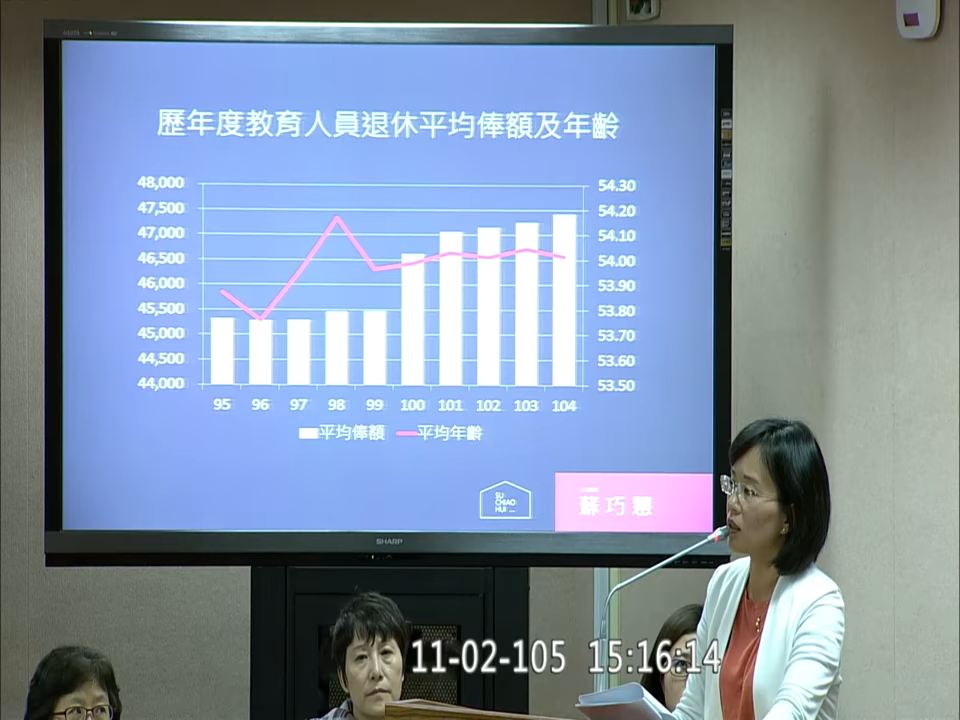 歷年度教育人員退休平均俸額及年齡
48,000 54.30
47,500 54.20
47,000 54.10
46,500 54.00
46,000 53.90
45,500 53.80
45,000 53.70
44,500 53.60
44,000 53.50
95 96 97 98 99 100 101 102 103 104
平均俸額 平均年齡
SU
CHIAO
HUI
蘇巧慧
SHARP
11-02-105 15:16:14